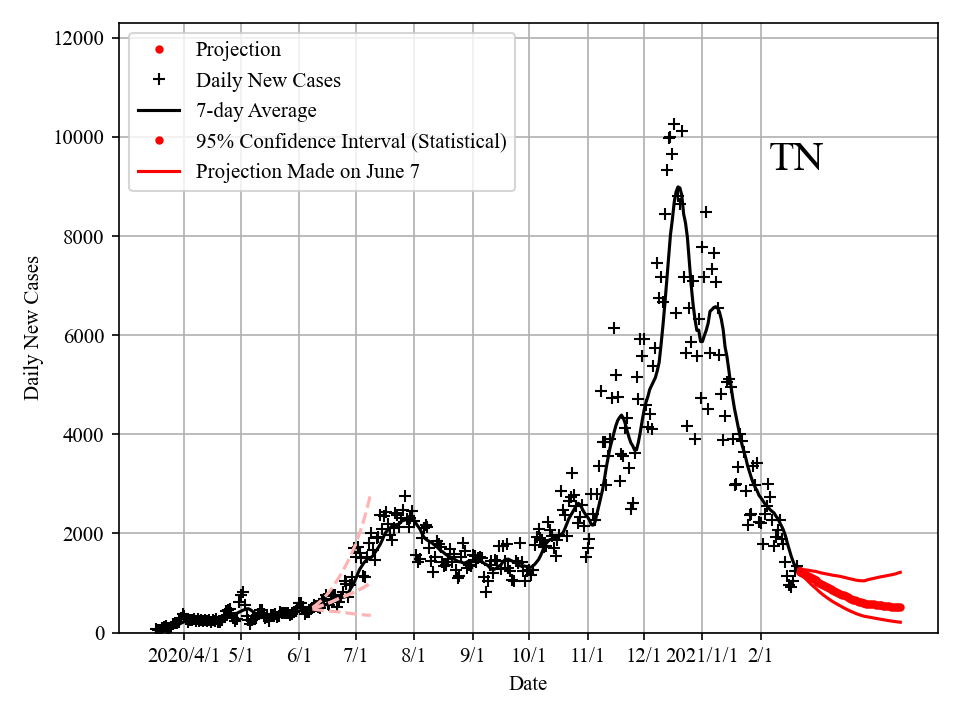 12000
10000
8000
6000
4000
2000
0
Daily New Cases
Projection
Daily New Cases
7-day Average
95% Confidence Interval (Statistical)
Projection Made on June 7
TN
2020/4/1 5/1 6/1 7/1 8/1 9/1 10/1 11/1 12/1 2021/1/1 2/1
Date